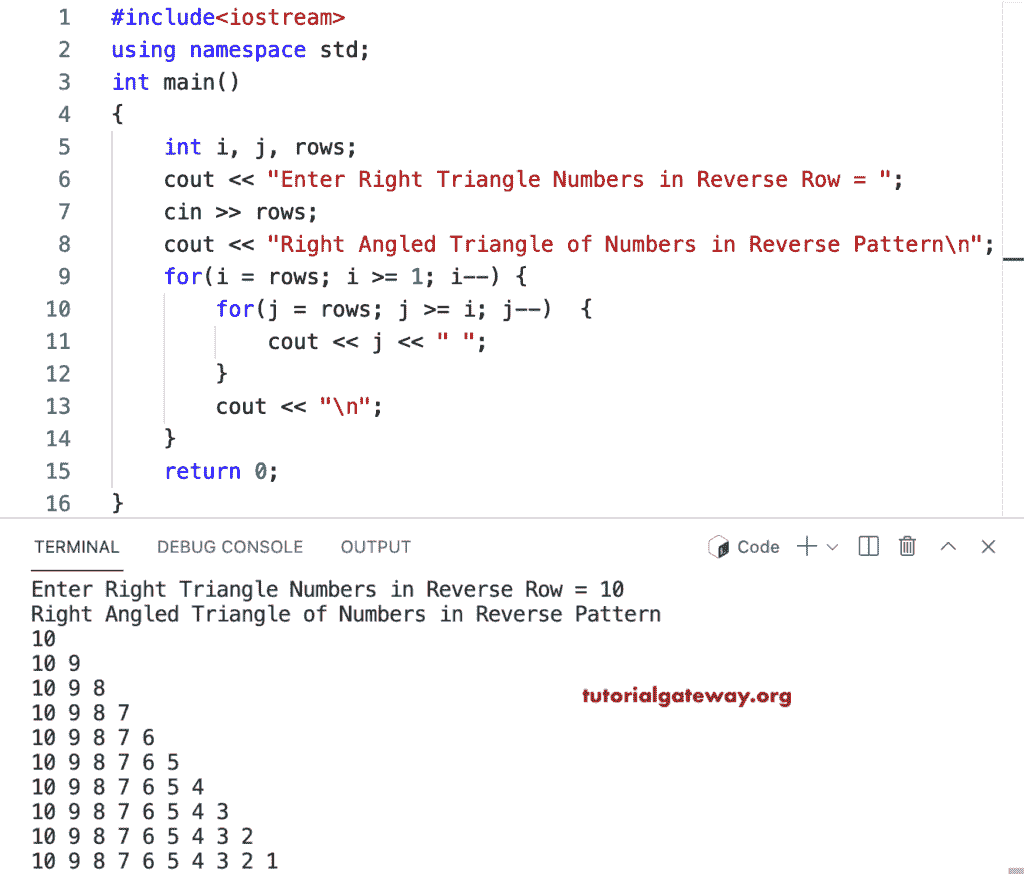 1 #include<iostream>
2 using namespace std;
3 int main()
4 {
5     int i, j, rows;
6     cout << "Enter Right Triangle Numbers in Reverse Row = ";
7     cin >> rows;
8     cout << "Right Angled Triangle of Numbers in Reverse Pattern\n";
9     for(i = rows; i >= 1; i--) {
10         for(j = rows; j >= i; j--)  {
11             cout << j << " ";
12         }
13         cout << "\n";
14     }
15     return 0;
16 }
TERMINAL DEBUG CONSOLE OUTPUT Code
Enter Right Triangle Numbers in Reverse Row = 10
Right Angled Triangle of Numbers in Reverse Pattern
10
10 9
10 9 8
tutorialgateway.org
10 9 8 7
10 9 8 7 6
10 9 8 7 6 5
10 9 8 7 6 5 4
10 9 8 7 6 5 4 3
10 9 8 7 6 5 4 3 2
10 9 8 7 6 5 4 3 2 1